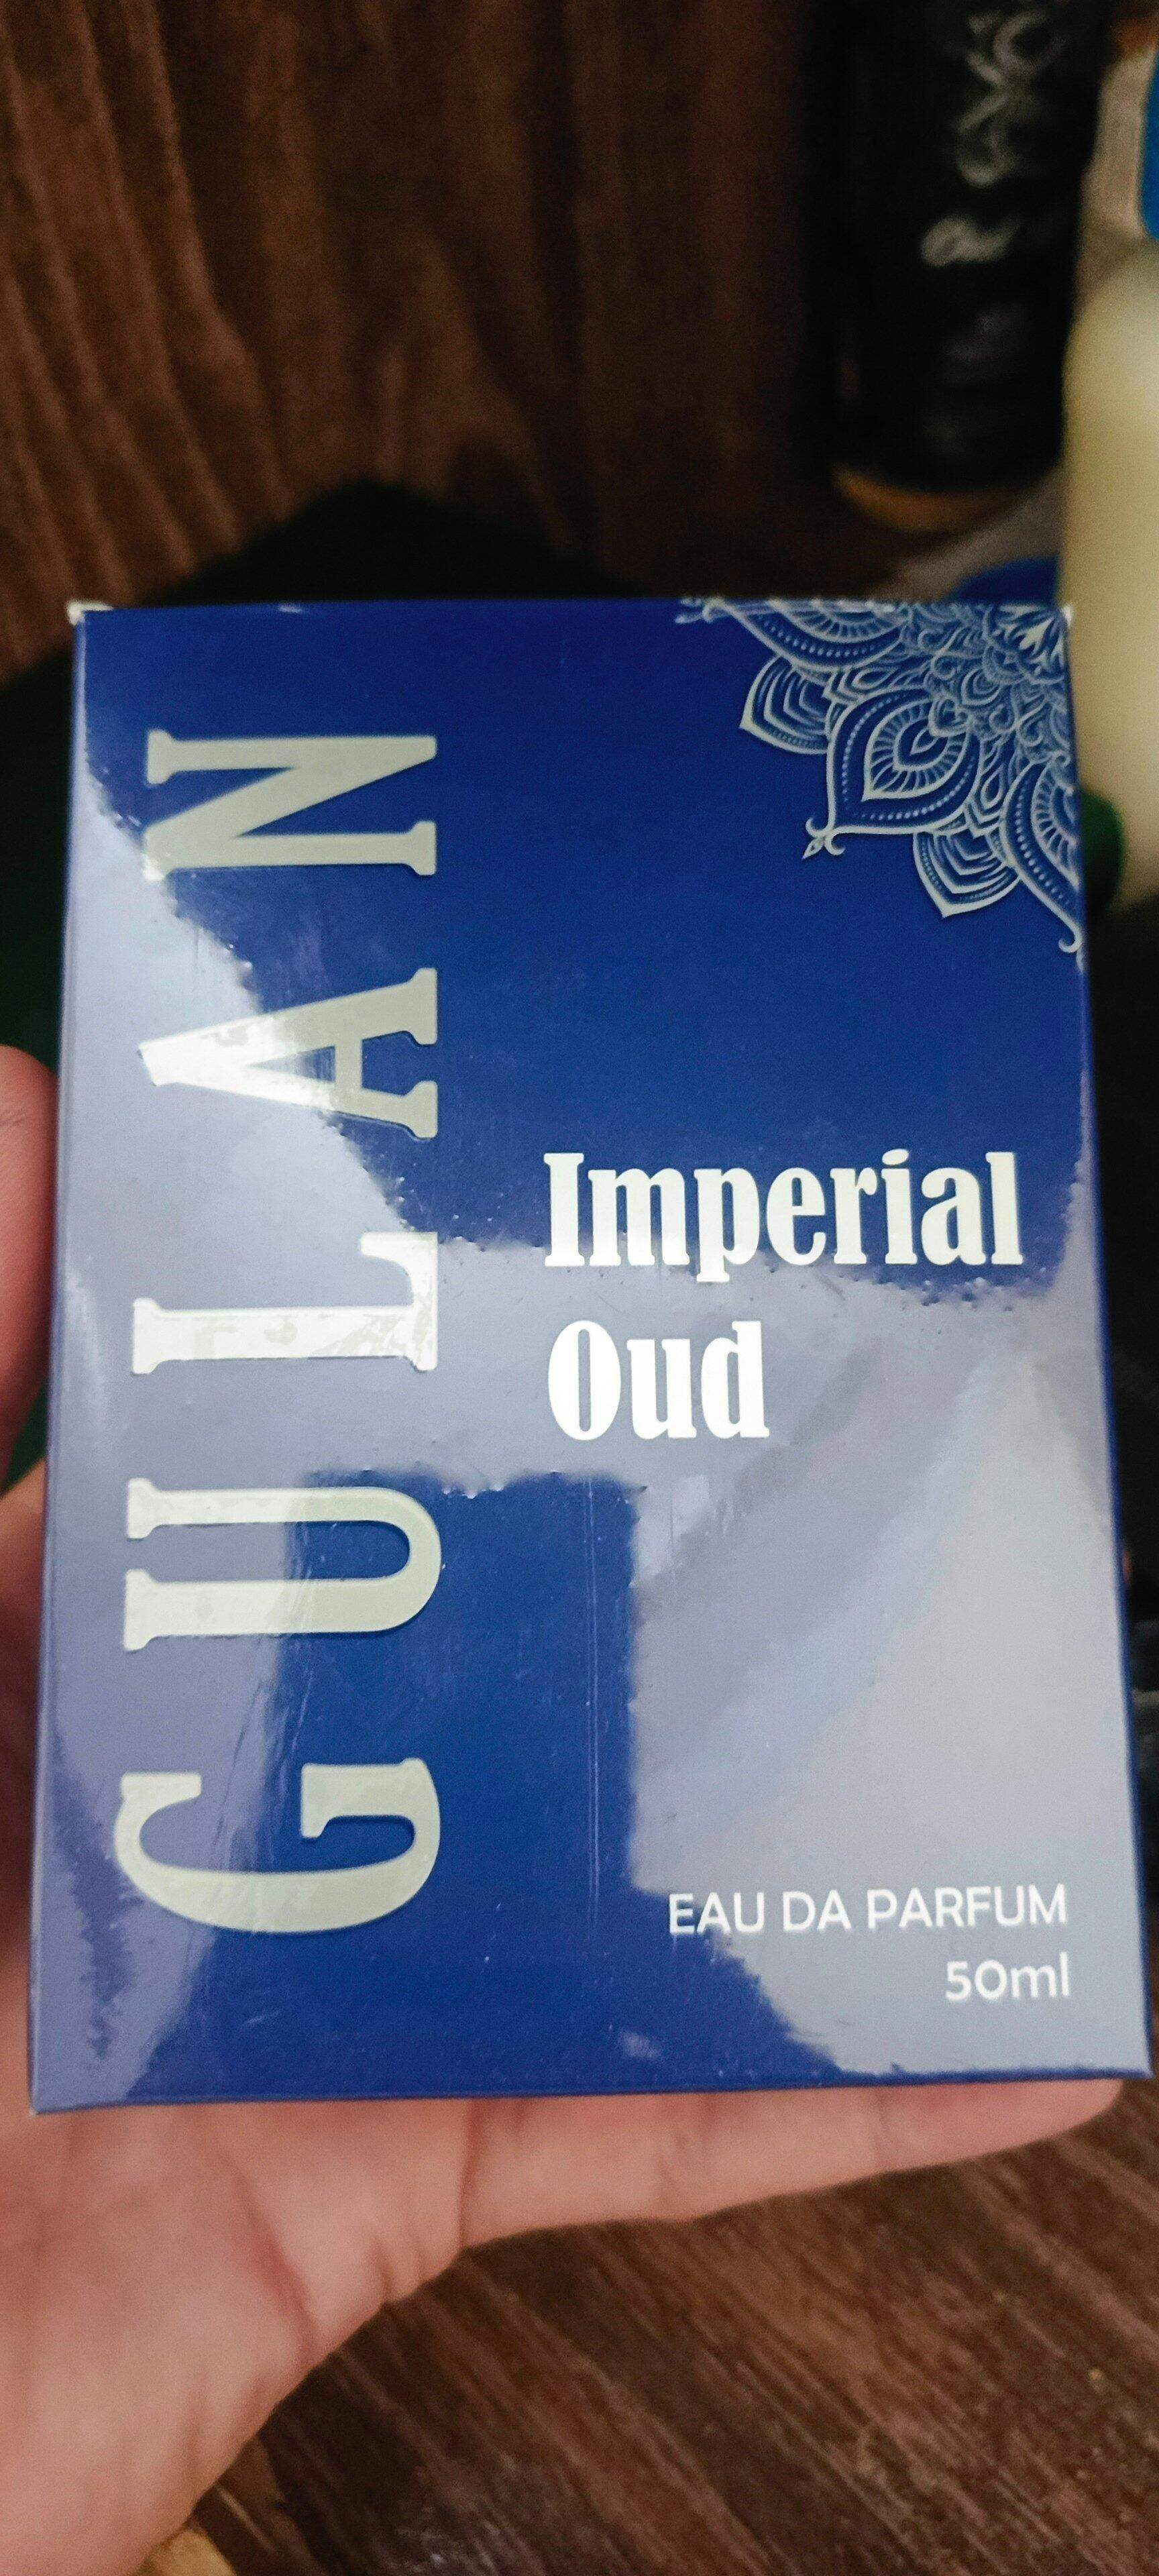 GULAN
Imperial
Oud
EAU DA PARFUM
50ml